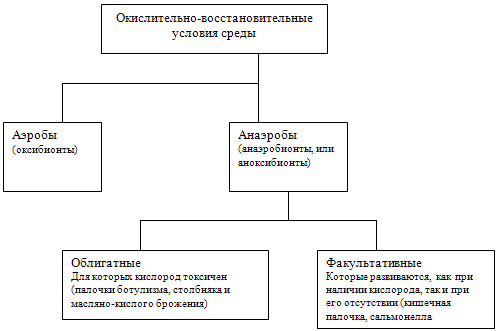 Окислительно-восстановительные
условия среды
Аэробы
(оксибионты)
Анаэробы
(анаэробионты, или
аноксибионты)
Облигатные
Для которых кислород токсичен
(палочки ботулизма, столбняка и
масляно-кислого брожения)
Факультативные
Которые развиваются, как при
наличии кислорода, так и при
его отсутствии (кишечная
палочка, сальмонелла